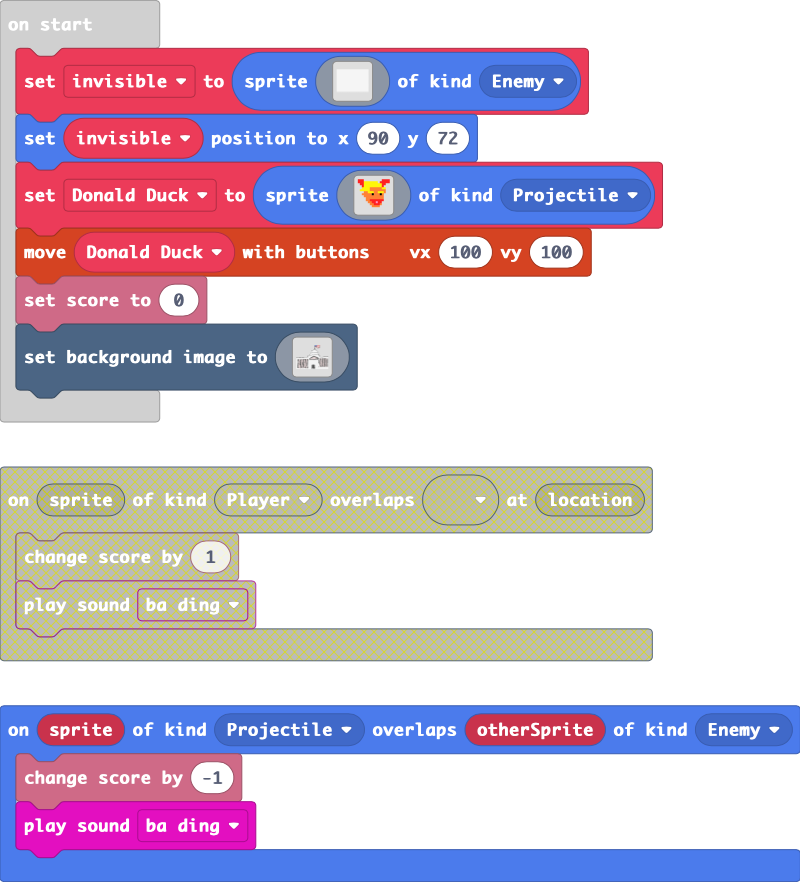 on start
set invisible to sprite of kind Enemy
set invisible position to x 90 y 72
set Donald Duck to sprite of kind Projectile
move Donald Duck with buttons vx 100 vy 100
set score to 0
set background image to
on sprite of kind Player overlaps at location
change score by 1
play sound ba ding
on sprite of kind Projectile overlaps otherSprite of kind Enemy
change score by -1
play sound ba ding